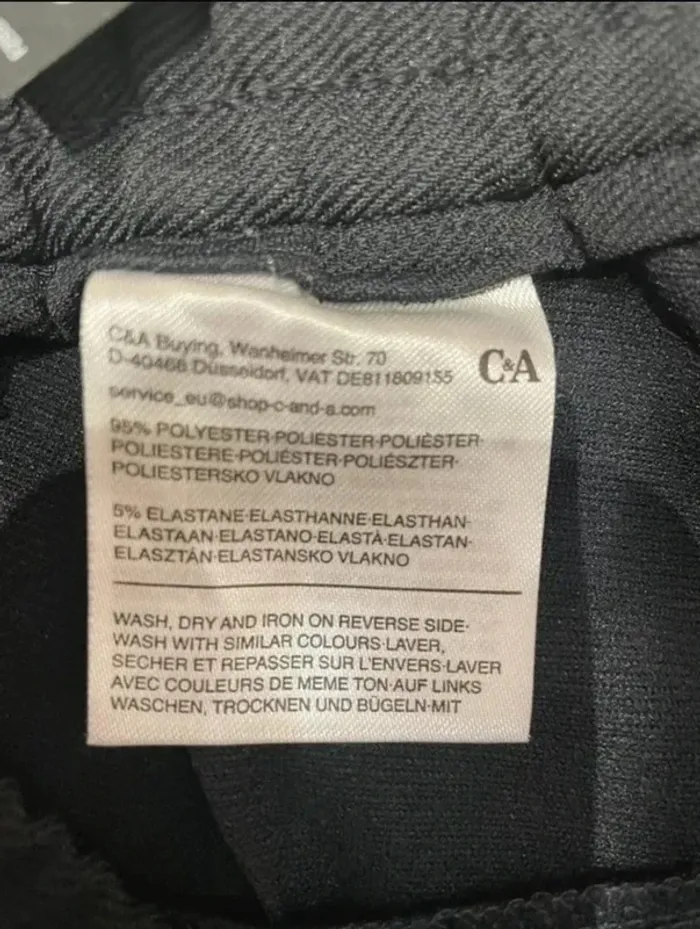 C&A Buying, Wanheimer Str. 70
D-40468 Düsseldorf, VAT DE811809155
C&A
service_eu@shop-c-and-a.com
95% POLYESTER·POLIESTER·POLIÈSTER·
POLIESTERE·POLIÉSTER·POLIÉSZTER·
POLIESTERSKO VLAKNO
5% ELASTANE·ELASTHANNE·ELASTHAN·
ELASTAAN·ELASTANO·ELASTÀ·ELASTAN·
ELASZTÁN·ELASTANSKO VLAKNO
WASH, DRY AND IRON ON REVERSE SIDE·
WASH WITH SIMILAR COLOURS·LAVER,
SECHER ET REPASSER SUR L'ENVERS·LAVER
AVEC COULEURS DE MEME TON·AUF LINKS
WASCHEN, TROCKNEN UND BÜGELN·MIT